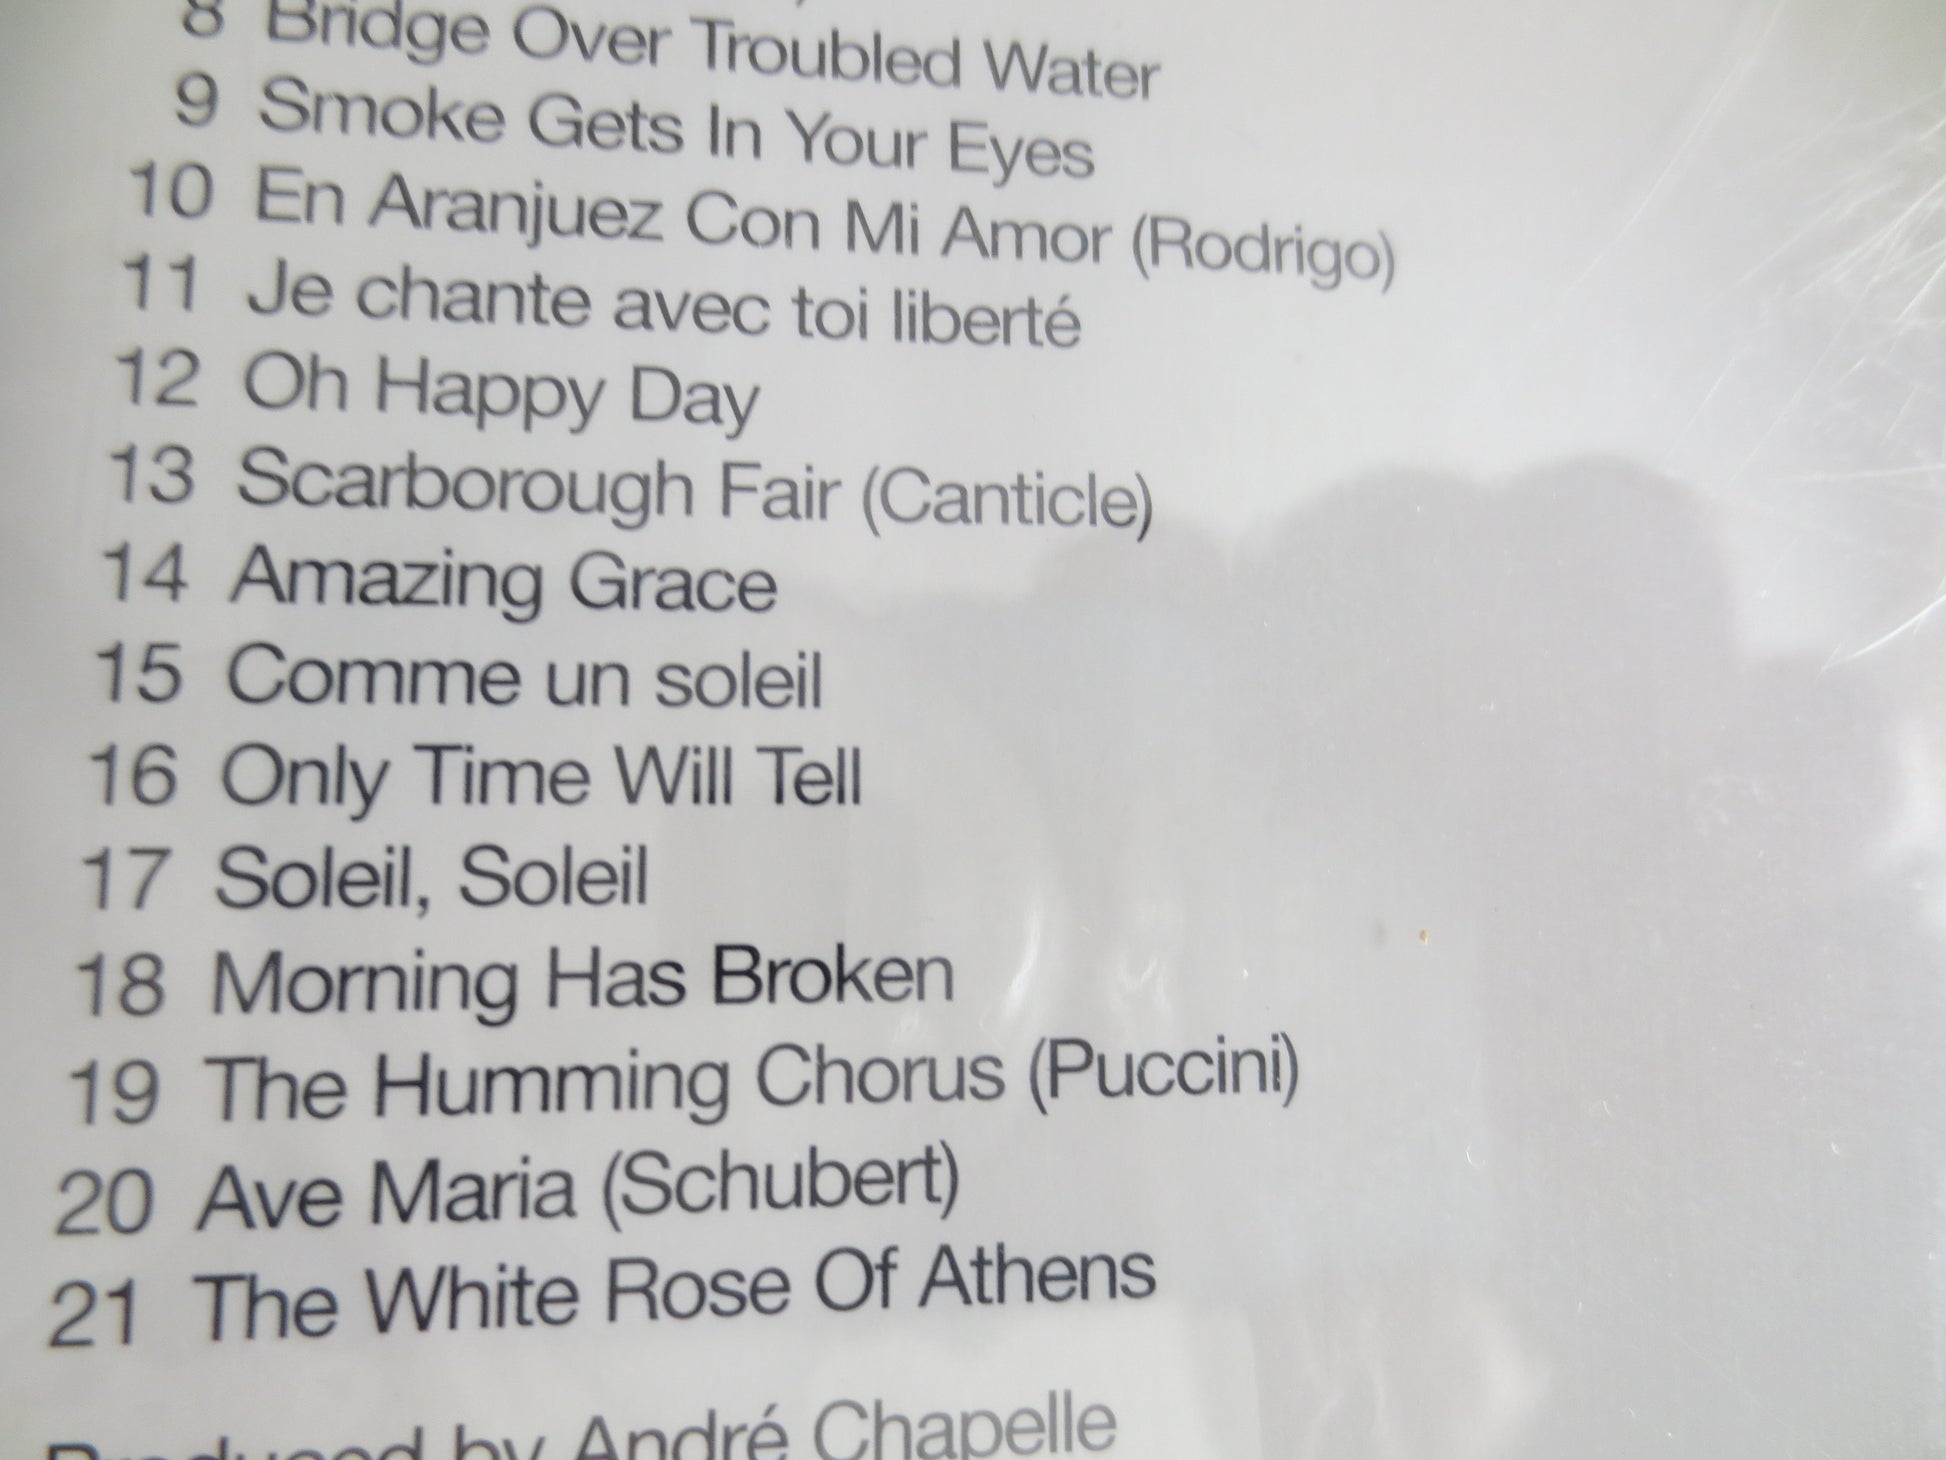 8 Bridge Over Troubled Water
9 Smoke Gets In Your Eyes
10 En Aranjuez Con Mi Amor (Rodrigo)
11 Je chante avec toi liberté
12 Oh Happy Day
13 Scarborough Fair (Canticle)
14 Amazing Grace
15 Comme un soleil
16 Only Time Will Tell
17 Soleil, Soleil
18 Morning Has Broken
19 The Humming Chorus (Puccini)
20 Ave Maria (Schubert)
21 The White Rose Of Athens
Produced by André Chapelle